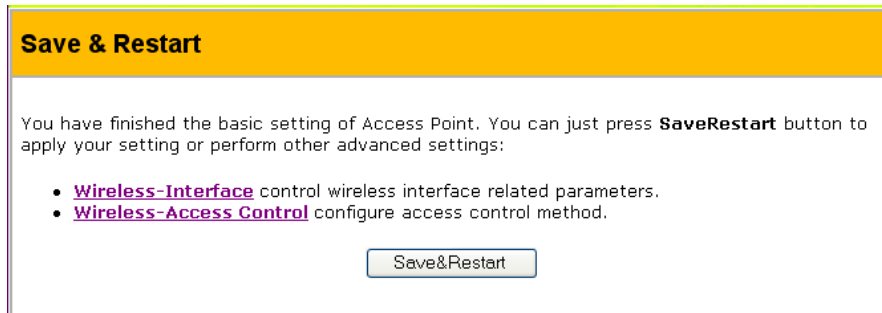 Save & Restart
You have finished the basic setting of Access Point. You can just press SaveRestart button to
apply your setting or perform other advanced settings:
• Wireless-Interface control wireless interface related parameters.
• Wireless-Access Control configure access control method.
Save&Restart